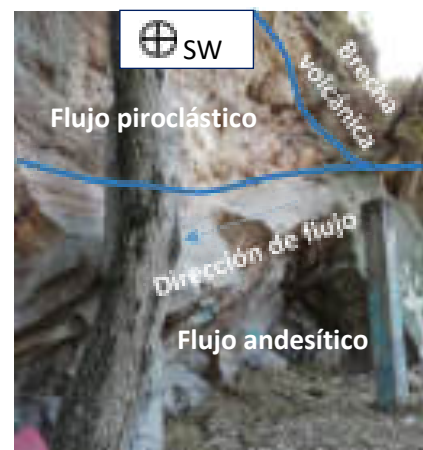 SW
Brecha
volcánica
Flujo piroclástico
Dirección de flujo
Flujo andesítico